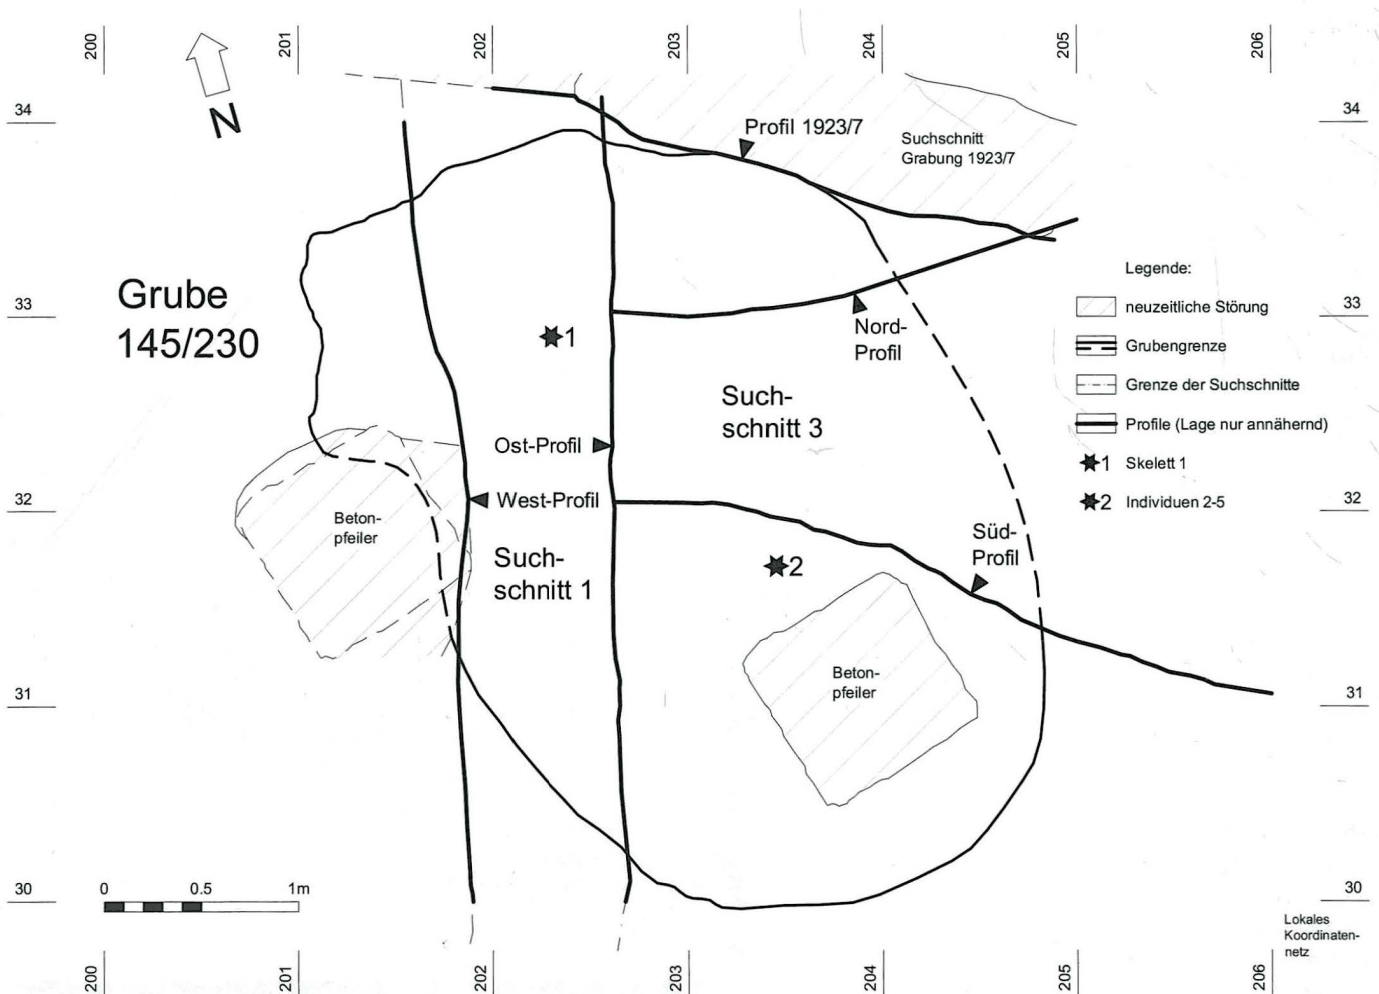 200
201
202
203
204
205
206
N
34
34
Profil 1923/7
Suchschnitt
Grabung 1923/7
Grube
145/230
33
33
Legende:
neuzeitliche Störung
Grubengrenze
Grenze der Suchschnitte
Profile (Lage nur annähernd)
1 Skelett 1
2 Individuen 2-5
Nord-
Profil
1
Such-
schnitt 3
Ost-Profil
West-Profil
32
32
Beton-
pfeiler
Such-
schnitt 1
Süd-
Profil
2
Beton-
pfeiler
31
31
30
30
0 0.5 1m
Lokales
Koordinaten-
netz
200
201
202
203
204
205
206